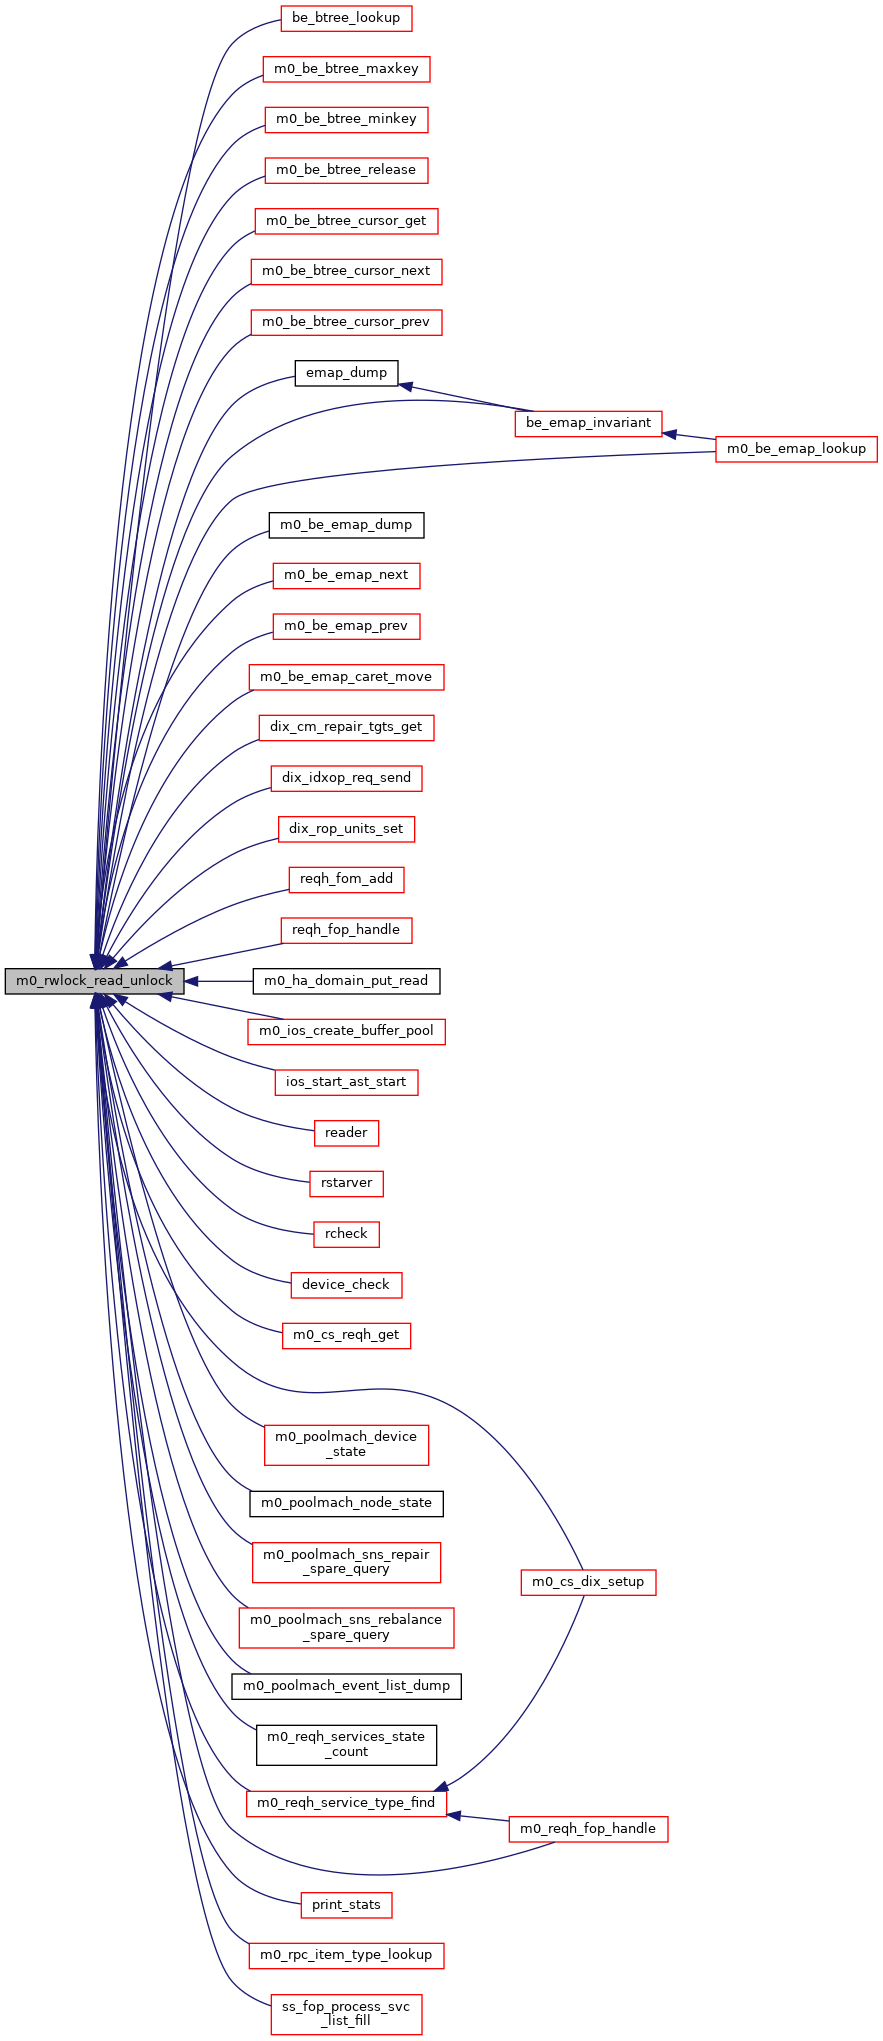 be_btree_lookup
m0_be_btree_maxkey
m0_be_btree_minkey
m0_be_btree_release
m0_be_btree_cursor_get
m0_be_btree_cursor_next
m0_be_btree_cursor_prev
emap_dump
be_emap_invariant
m0_be_emap_lookup
m0_be_emap_dump
m0_be_emap_next
m0_be_emap_prev
m0_be_emap_caret_move
dix_cm_repair_tgts_get
dix_idxop_req_send
dix_rop_units_set
reqh_fom_add
reqh_fop_handle
m0_rwlock_read_unlock
m0_ha_domain_put_read
m0_ios_create_buffer_pool
ios_start_ast_start
reader
rstarver
rcheck
device_check
m0_cs_reqh_get
m0_poolmach_device
_state
m0_poolmach_node_state
m0_poolmach_sns_repair
_spare_query
m0_cs_dix_setup
m0_poolmach_sns_rebalance
_spare_query
m0_poolmach_event_list_dump
m0_reqh_services_state
_count
m0_reqh_service_type_find
m0_reqh_fop_handle
print_stats
m0_rpc_item_type_lookup
ss_fop_process_svc
_list_fill